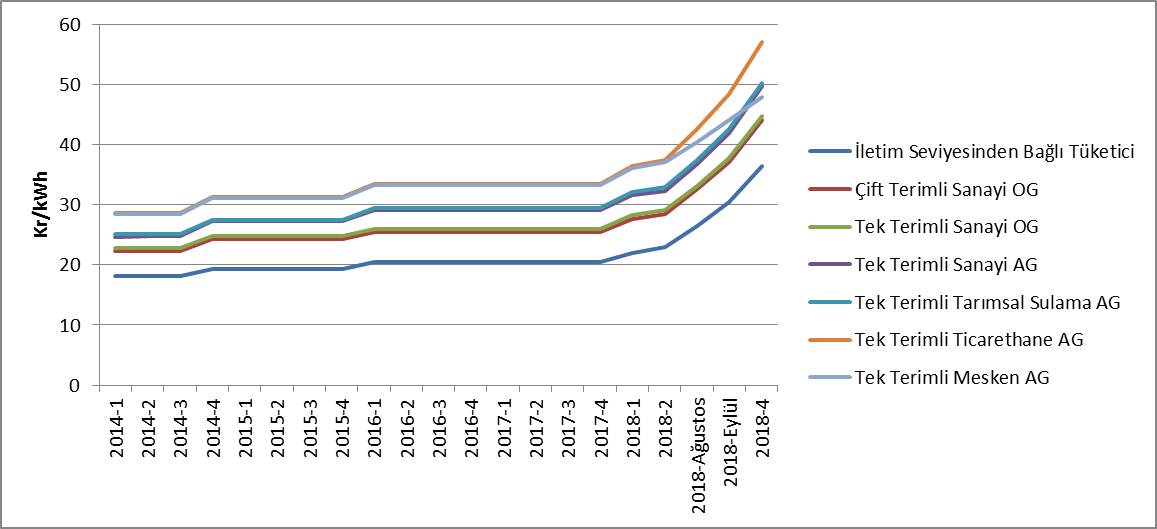 60
50
40
30
20
10
0
Kr/kWh
2014-1
2014-2
2014-3
2014-4
2015-1
2015-2
2015-3
2015-4
2016-1
2016-2
2016-3
2016-4
2017-1
2017-2
2017-3
2017-4
2018-1
2018-2
2018-Ağustos
2018-Eylül
2018-4
İletim Seviyesinden Bağlı Tüketici
Çift Terimli Sanayi OG
Tek Terimli Sanayi OG
Tek Terimli Sanayi AG
Tek Terimli Tarımsal Sulama AG
Tek Terimli Ticarethane AG
Tek Terimli Mesken AG